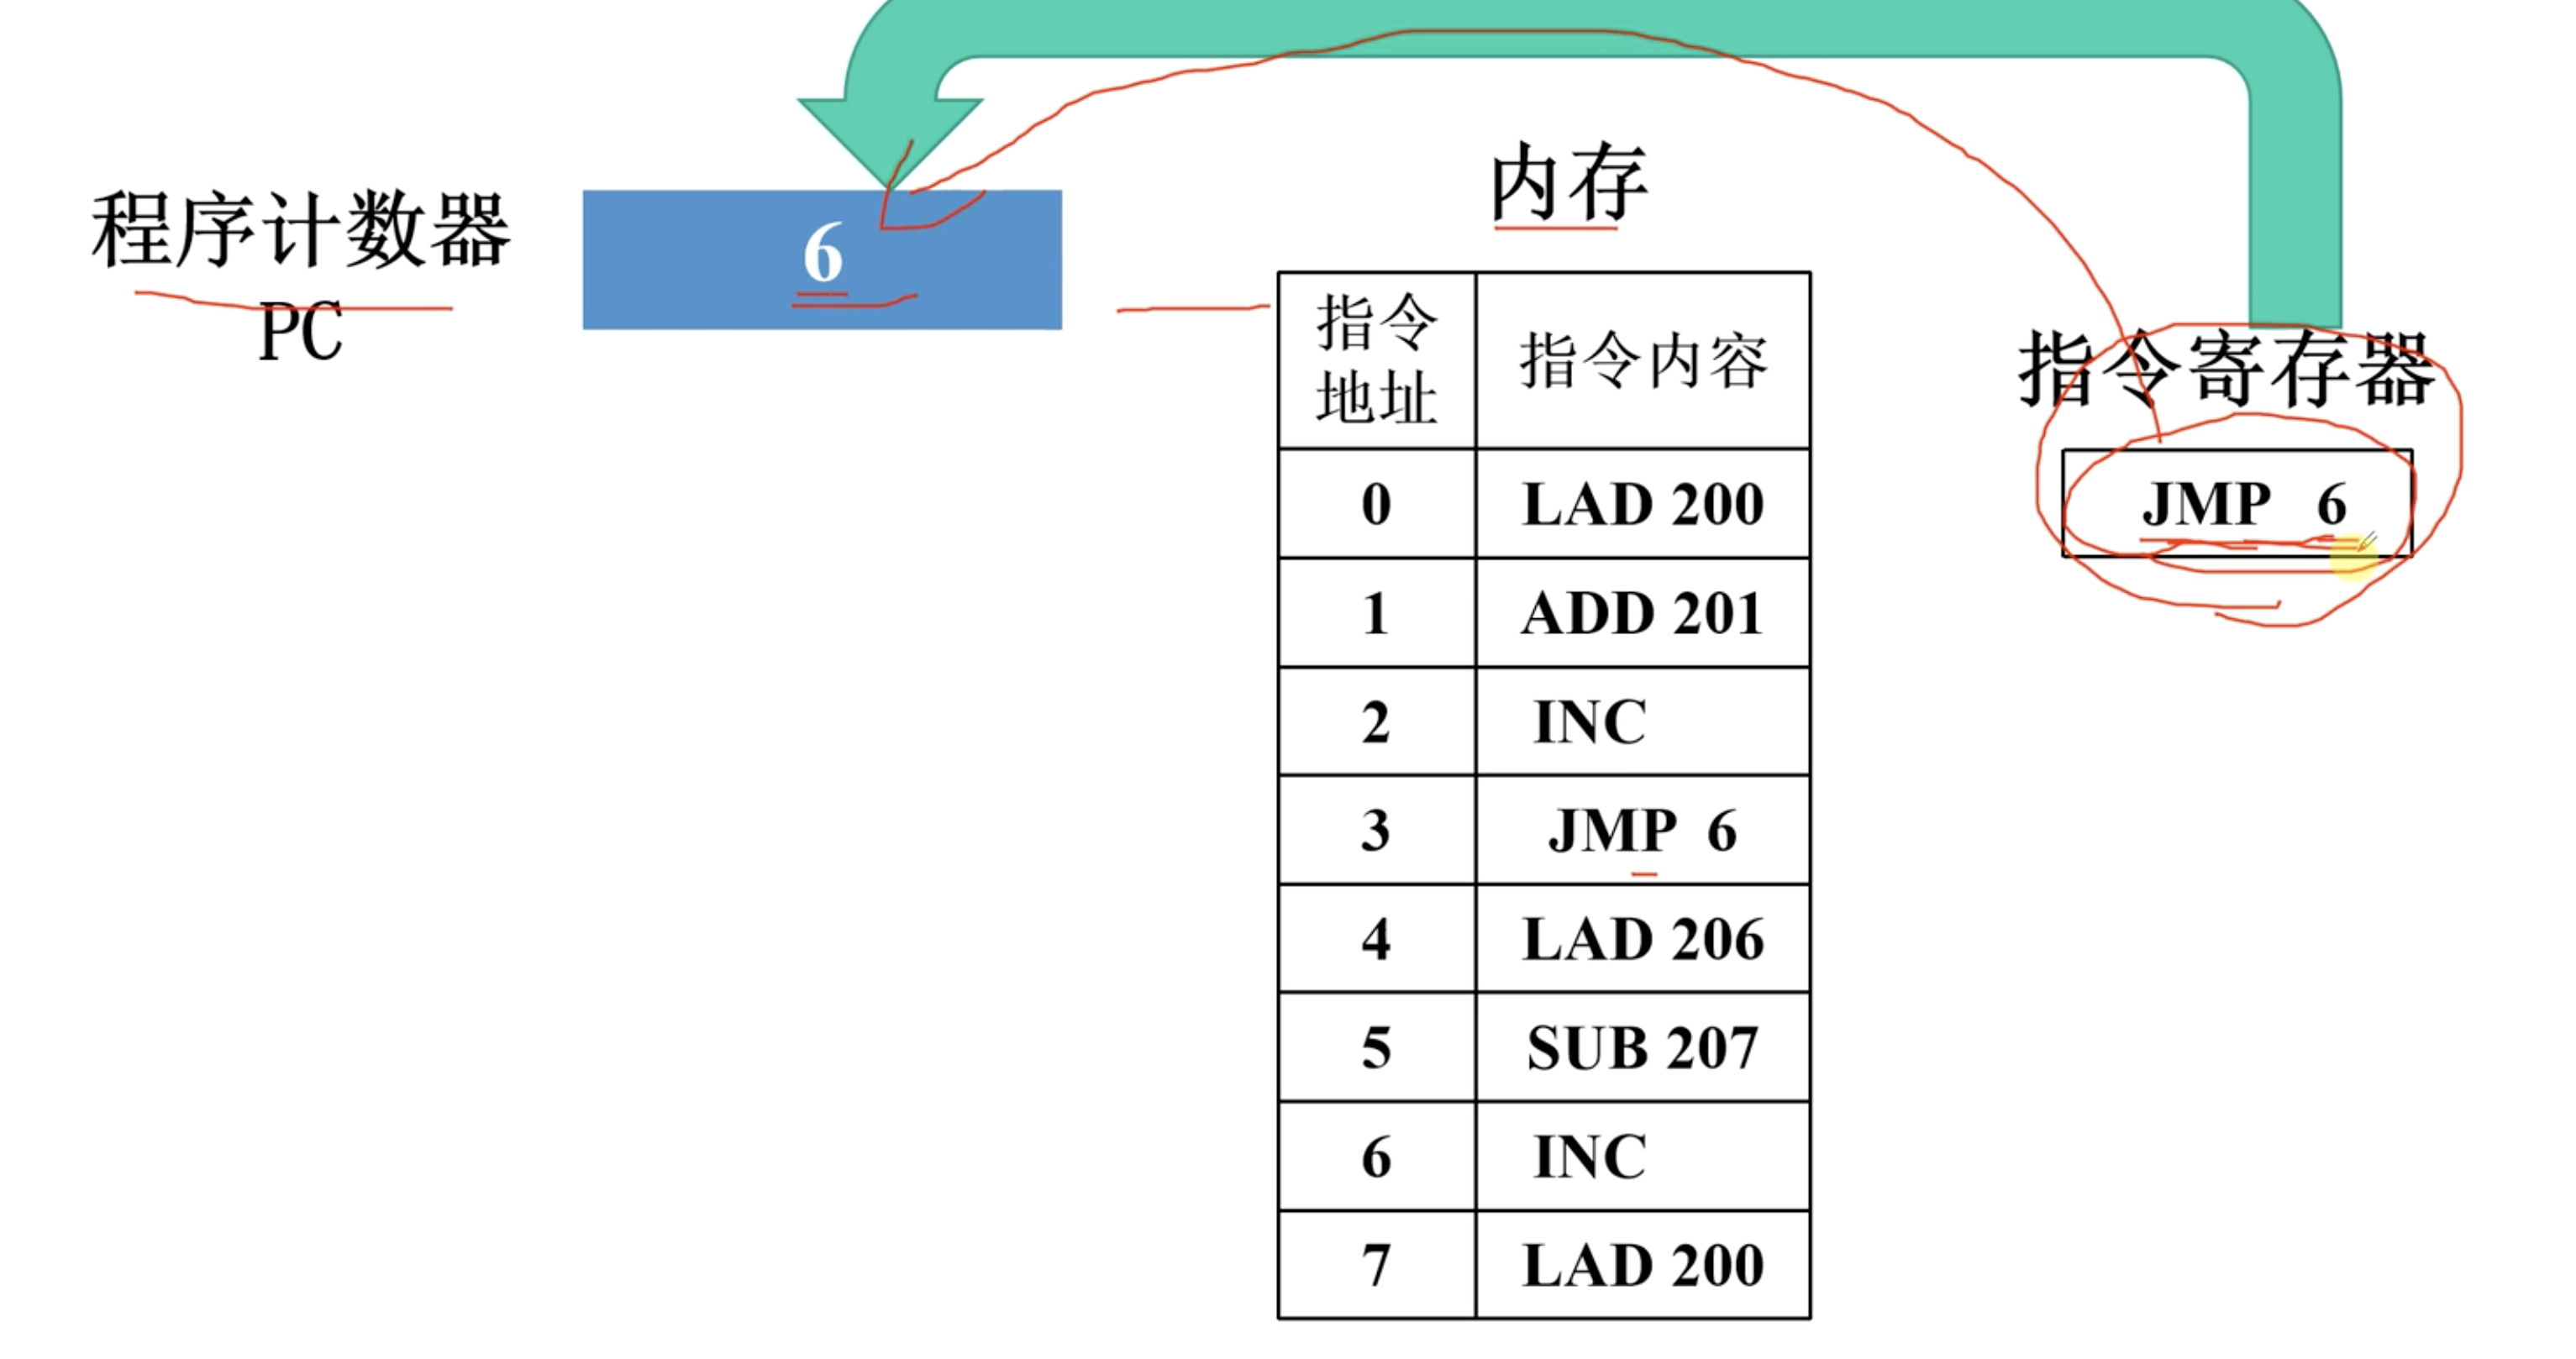 程序计数器
PC
6
内存
指令
地址
指令内容
0 LAD 200
1 ADD 201
2 INC
3 JMP 6
4 LAD 206
5 SUB 207
6 INC
7 LAD 200
指令寄存器
JMP 6